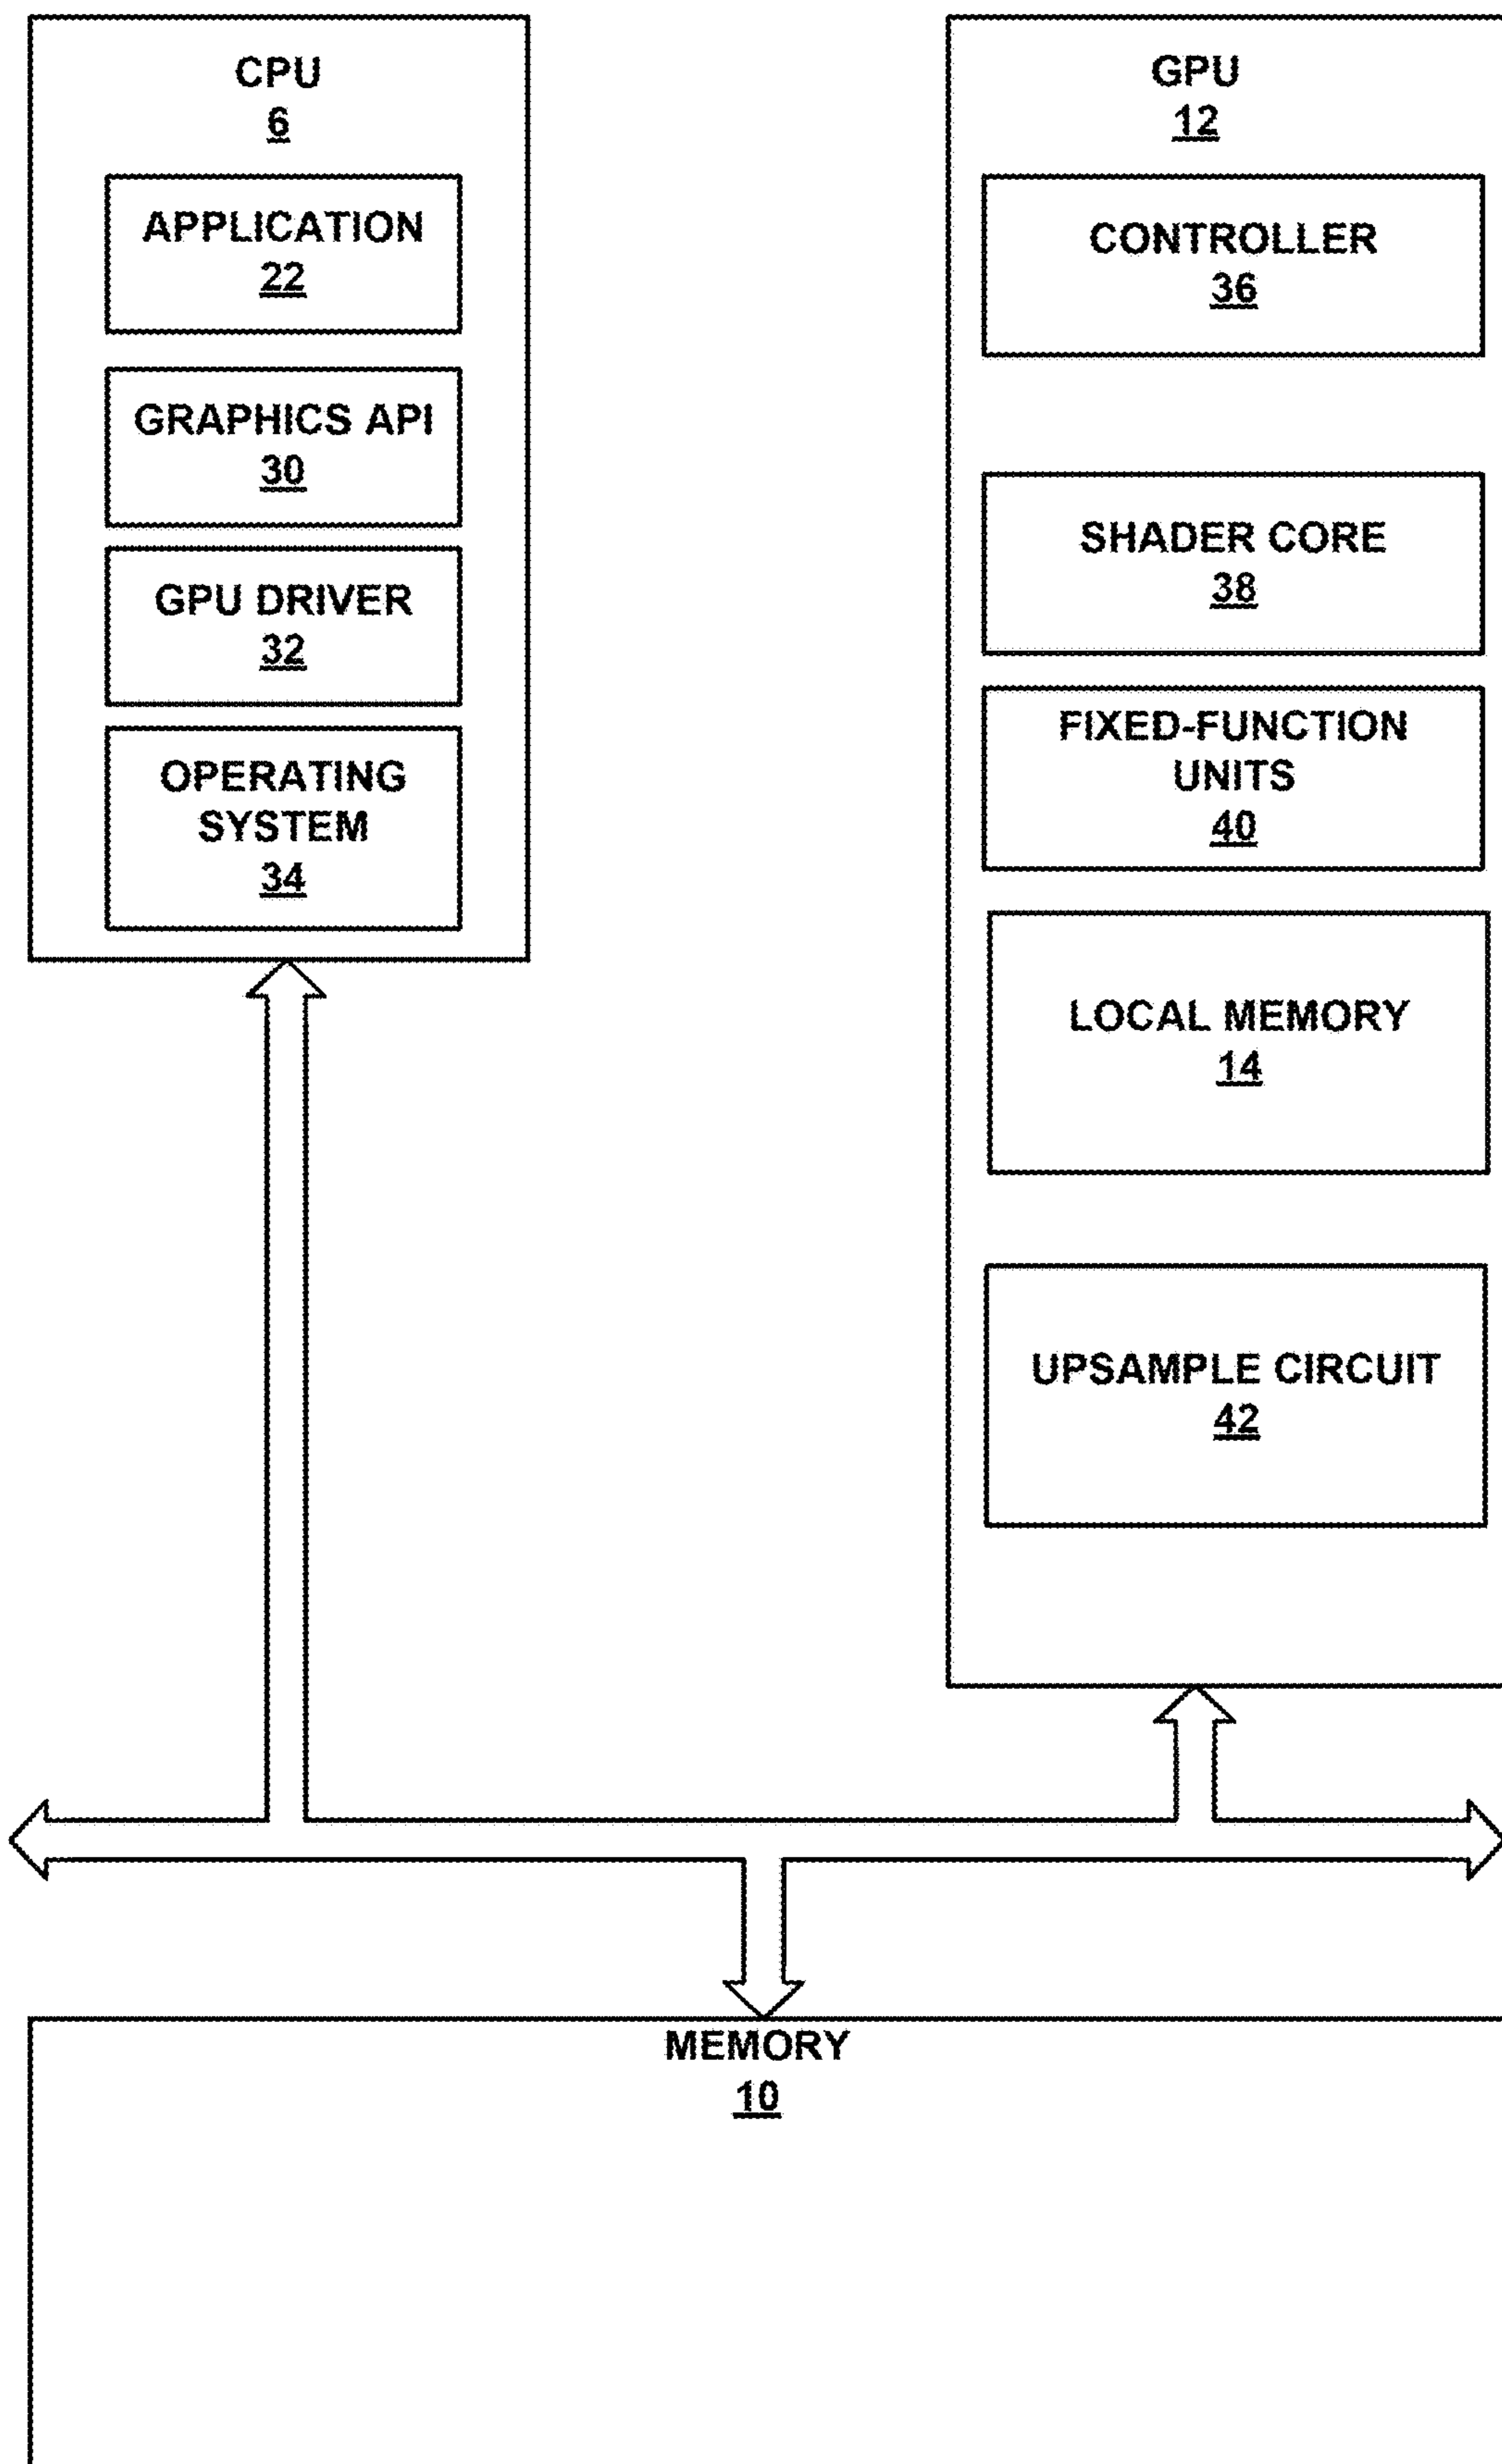 CPU
6
APPLICATION
22
GRAPHICS API
30
GPU DRIVER
32
OPERATING
SYSTEM
34
GPU
12
CONTROLLER
36
SHADER CORE
38
FIXED-FUNCTION
UNITS
40
LOCAL MEMORY
14
UPSAMPLE CIRCUIT
42
MEMORY
10